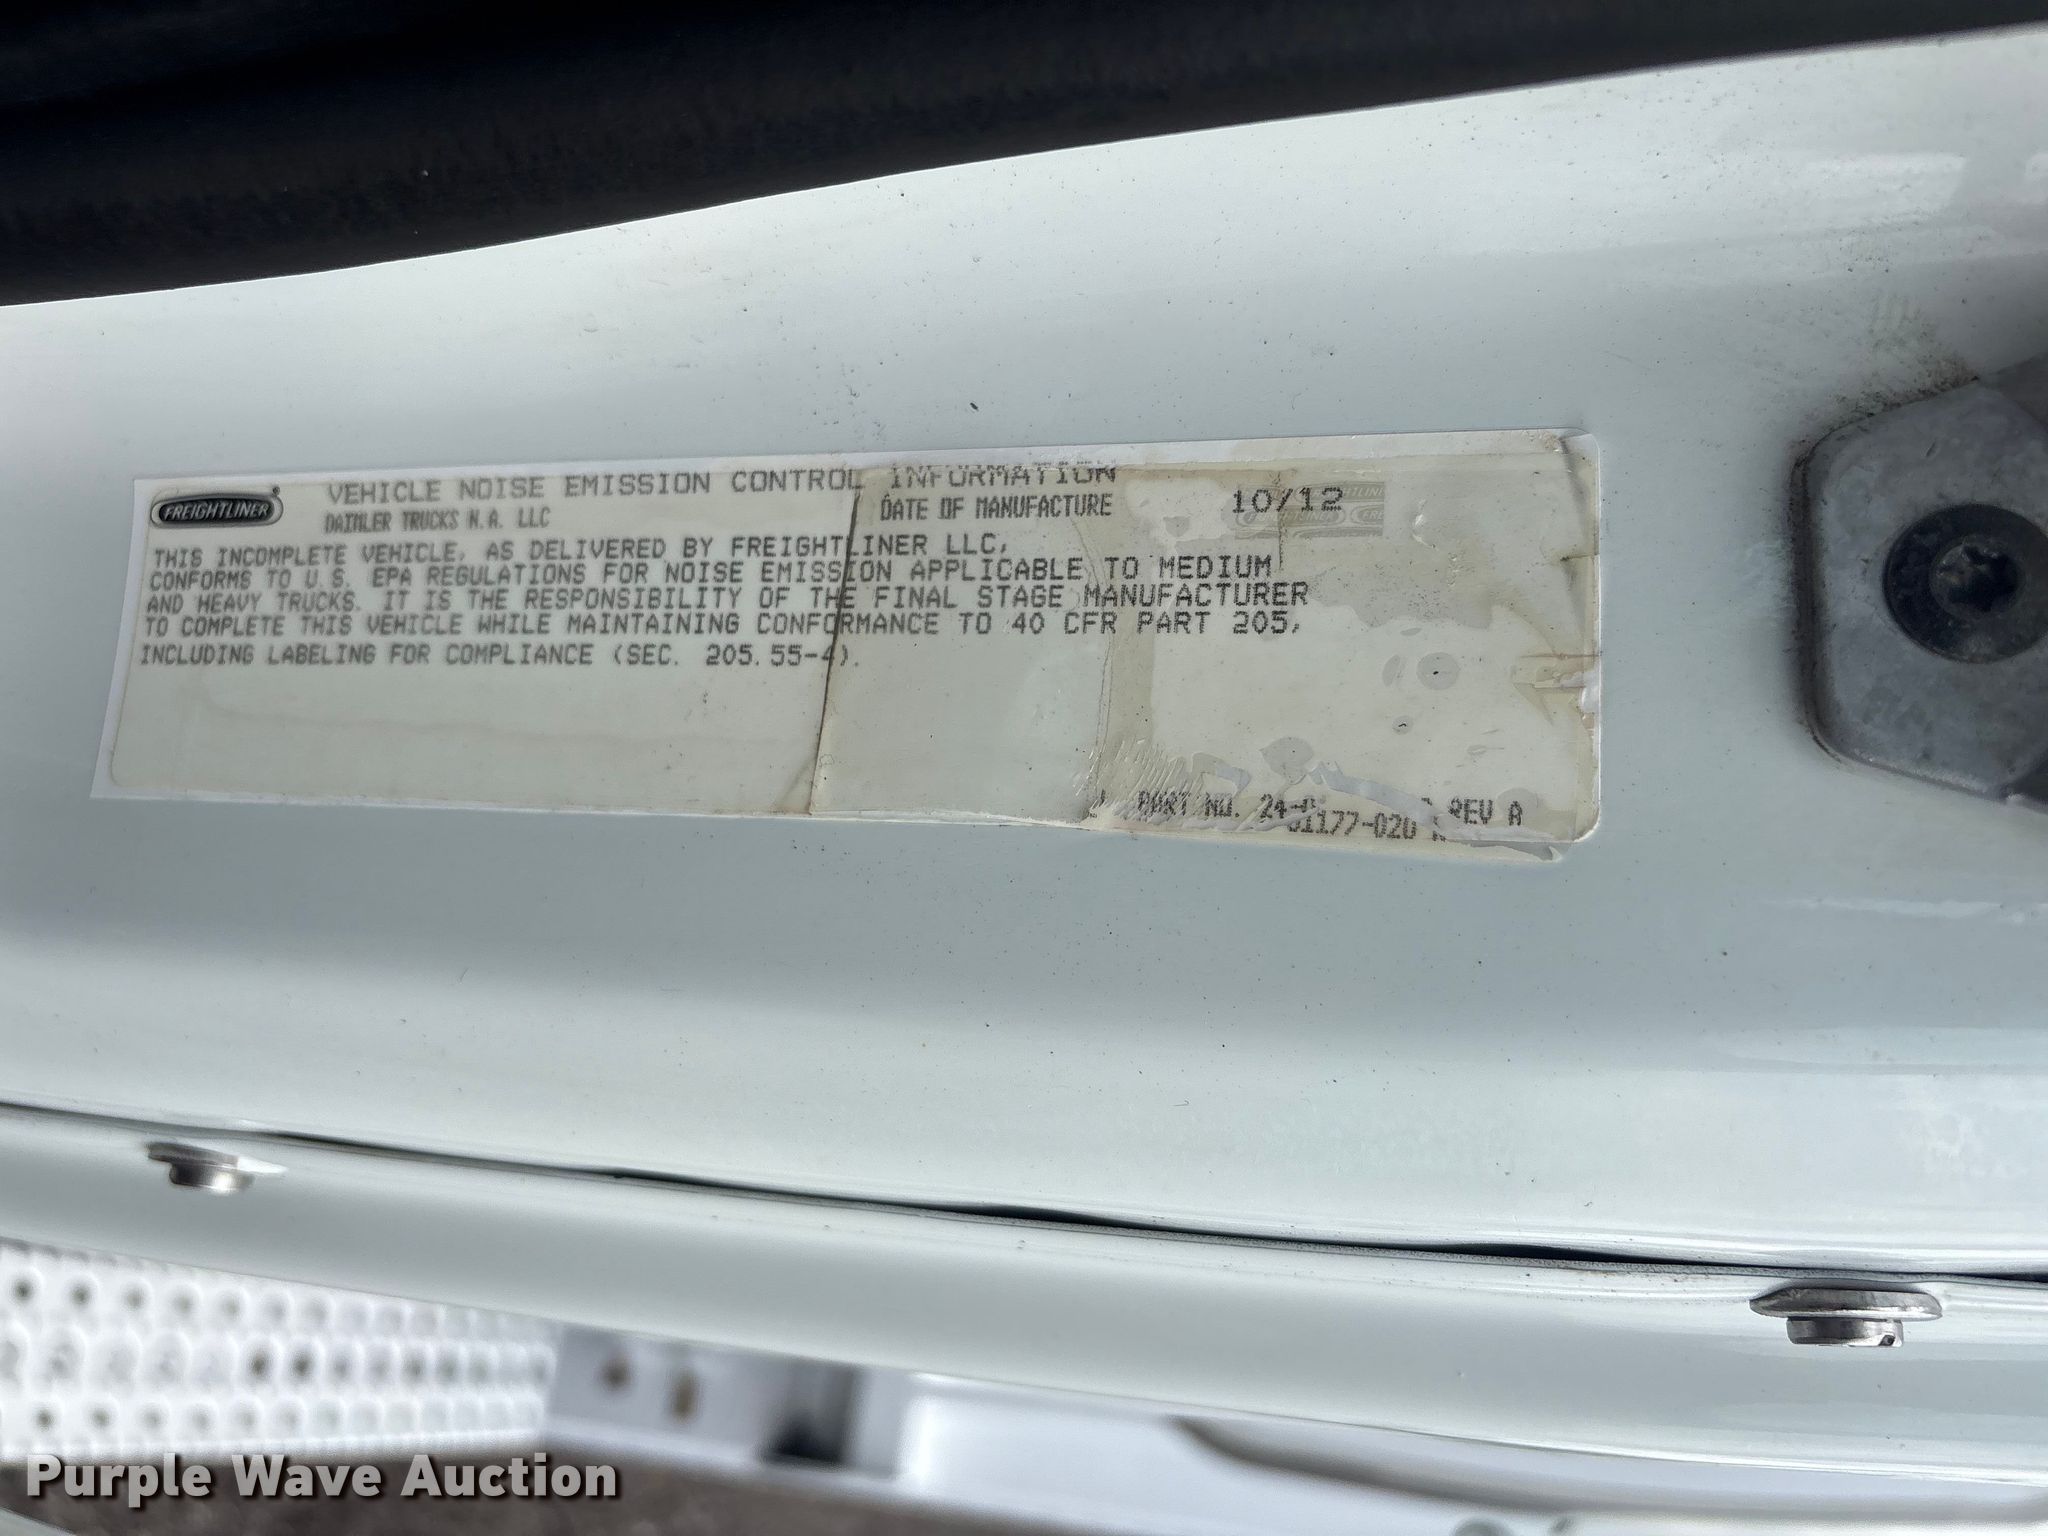 FREIGHTLINER
VEHICLE NOISE EMISSION CONTROL INFORMATION
DAIMLER TRUCKS N.A. LLC DATE OF MANUFACTURE 10/12
THIS INCOMPLETE VEHICLE, AS DELIVERED BY FREIGHTLINER LLC,
CONFORMS TO U.S. EPA REGULATIONS FOR NOISE EMISSION APPLICABLE TO MEDIUM
AND HEAVY TRUCKS. IT IS THE RESPONSIBILITY OF THE FINAL STAGE MANUFACTURER
TO COMPLETE THIS VEHICLE WHILE MAINTAINING CONFORMANCE TO 40 CFR PART 205,
INCLUDING LABELING FOR COMPLIANCE (SEC. 205.55-4).
PART NO. 24-01177-020 REV A
Purple Wave Auction